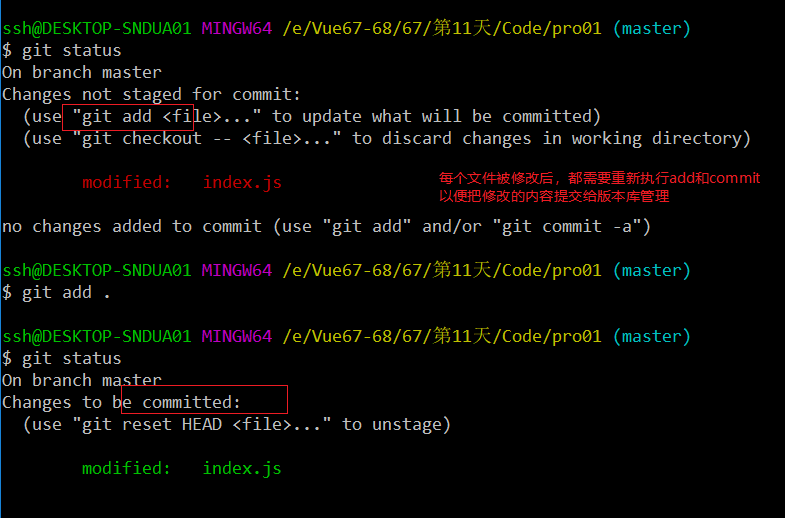 ssh@DESKTOP-SNDUA01 MINGW64 /e/Vue67-68/67/第11天/Code/pro01 (master)
$ git status
On branch master
Changes not staged for commit:
  (use "git add <file>..." to update what will be committed)
  (use "git checkout -- <file>..." to discard changes in working directory)
        modified:   index.js
每个文件被修改后，都需要重新执行add和commit
以便把修改的内容提交给版本库管理
no changes added to commit (use "git add" and/or "git commit -a")
ssh@DESKTOP-SNDUA01 MINGW64 /e/Vue67-68/67/第11天/Code/pro01 (master)
$ git add .
ssh@DESKTOP-SNDUA01 MINGW64 /e/Vue67-68/67/第11天/Code/pro01 (master)
$ git status
On branch master
Changes to be committed:
  (use "git reset HEAD <file>..." to unstage)
        modified:   index.js